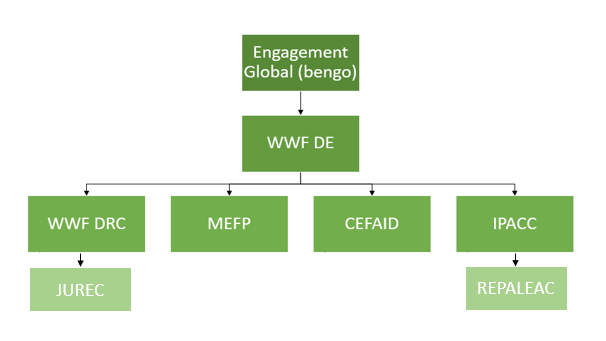 Engagement
Global (bengo)
WWF DE
WWF DRC
MEFP
CEFAID
IPACC
JUREC
REPALEAC